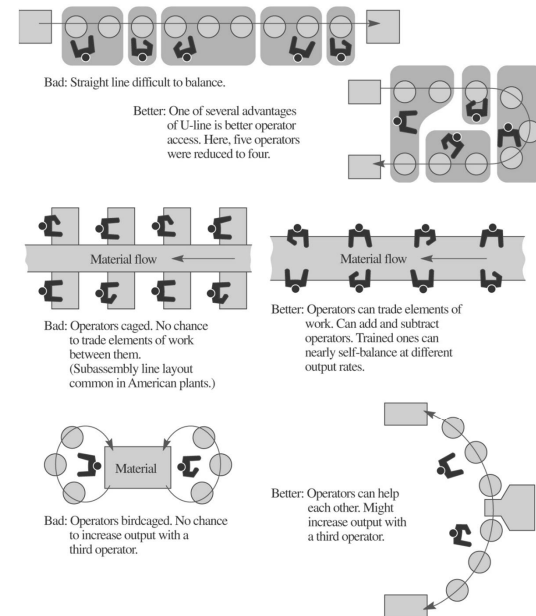 Bad: Straight line difficult to balance.
Better: One of several advantages
of U-line is better operator
access. Here, five operators
were reduced to four.
Material flow
Bad: Operators caged. No chance
to trade elements of work
between them.
(Subassembly line layout
common in American plants.)
Material flow
Better: Operators can trade elements of
work. Can add and subtract
operators. Trained ones can
nearly self-balance at different
output rates.
Material
Bad: Operators birdcaged. No chance
to increase output with a
third operator.
Better: Operators can help
each other. Might
increase output with
a third operator.